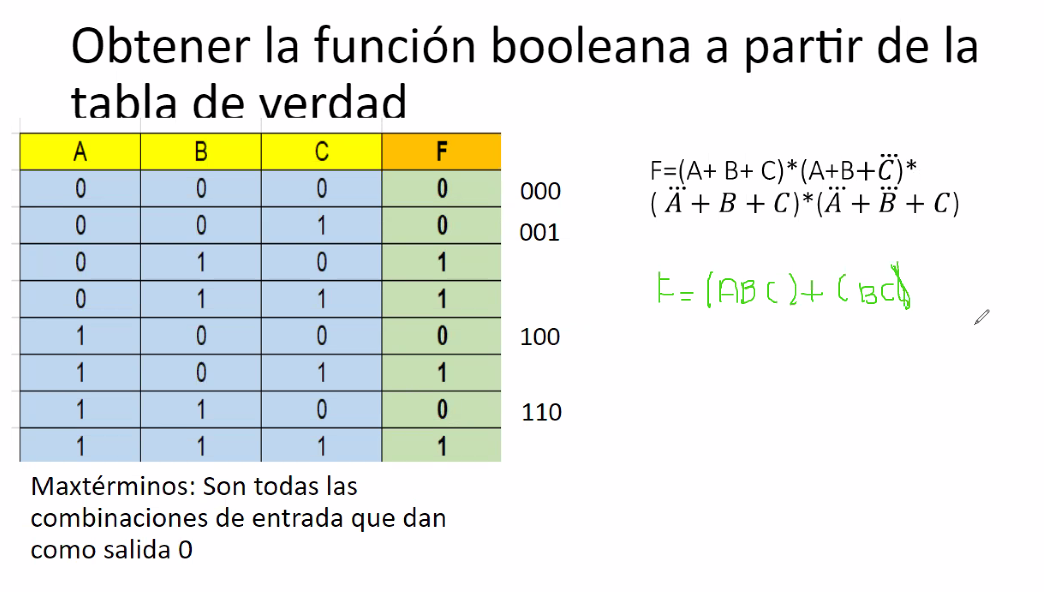 Obtener la función booleana a partir de la
tabla de verdad
A B C F
0 0 0 0 000
0 0 1 0 001
0 1 0 1
0 1 1 1
1 0 0 0 100
1 0 1 1
1 1 0 0 110
1 1 1 1
Maxtérminos: Son todas las
combinaciones de entrada que dan
como salida 0
F=(A+ B+ C)*(A+B+C⃛)*
( A⃛ + B + C)*(A⃛ + B⃛ + C)
F=(ABC)+(BC)